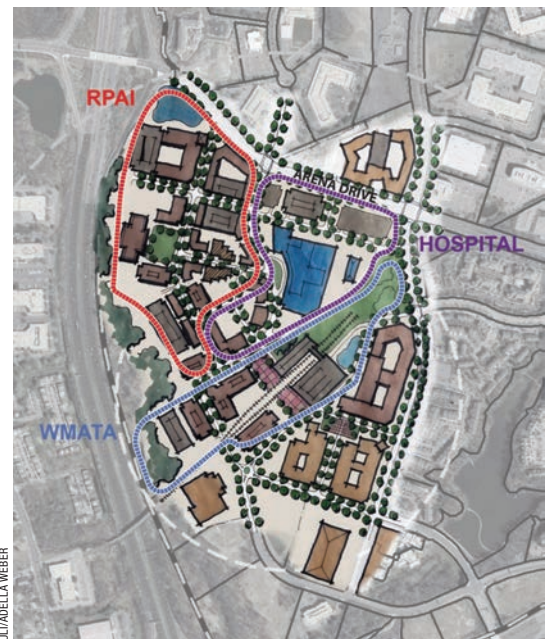 RPAI
ARENA DRIVE
HOSPITAL
WMATA
ULI/ADELLA WEBER